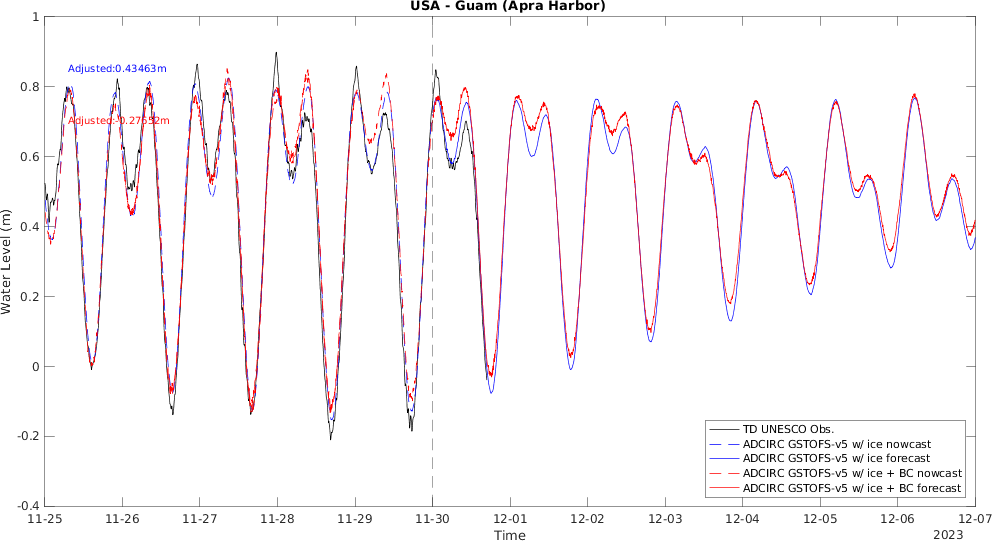 USA - Guam (Apra Harbor)
Adjusted:0.43463m
Water Level (m)
1
0.8
0.6
0.4
0.2
0
-0.2
-0.4
TD UNESCO Obs.
ADCIRC GSTOFS-v5 w/ ice nowcast
ADCIRC GSTOFS-v5 w/ ice forecast
ADCIRC GSTOFS-v5 w/ ice + BC nowcast
ADCIRC GSTOFS-v5 w/ ice + BC forecast
11-25 11-26 11-27 11-28 11-29 11-30 12-01 12-02 12-03 12-04 12-05 12-06 12-07
Time
2023